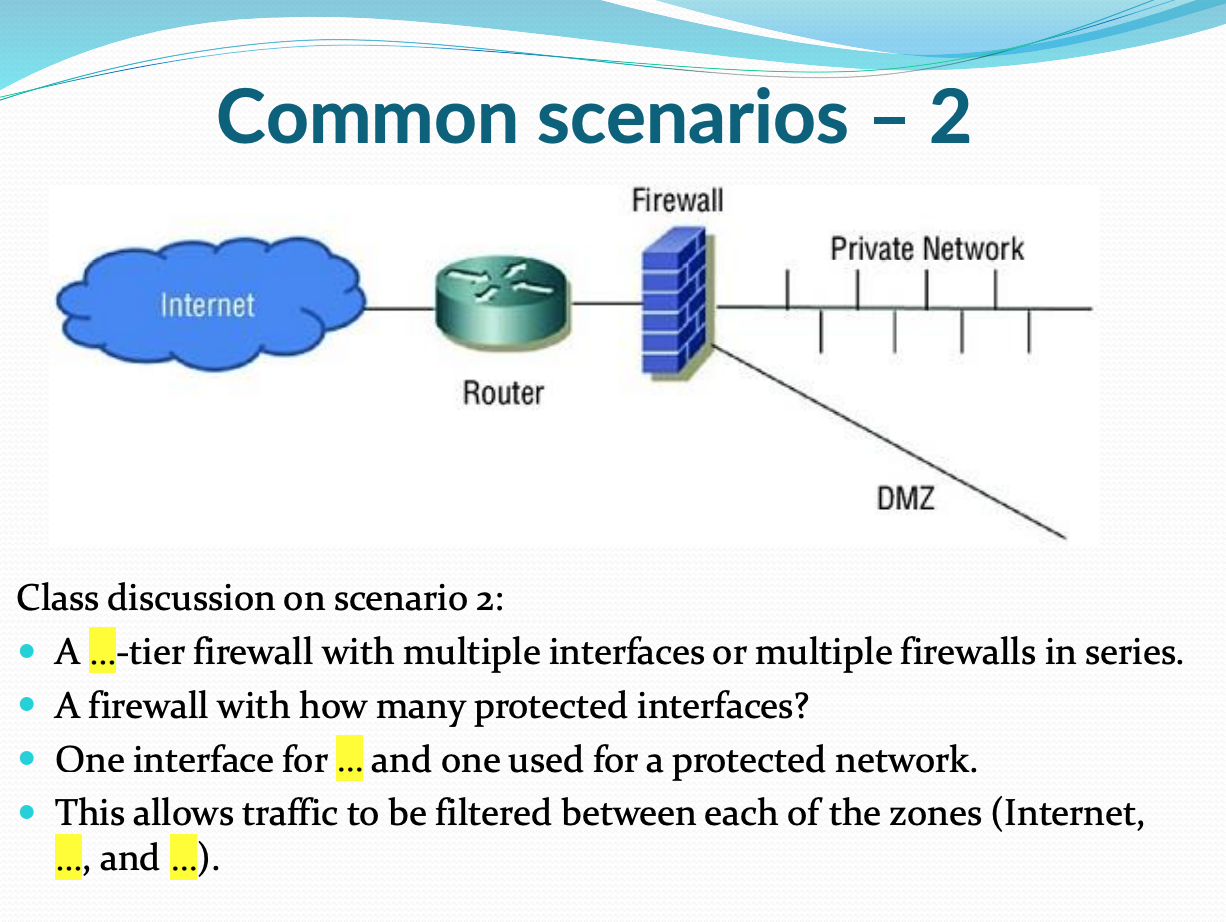 Common scenarios – 2
Firewall
Private Network
Internet
Router
DMZ
Class discussion on scenario 2:
• A ...-tier firewall with multiple interfaces or multiple firewalls in series.
• A firewall with how many protected interfaces?
• One interface for ... and one used for a protected network.
• This allows traffic to be filtered between each of the zones (Internet,
..., and ...).